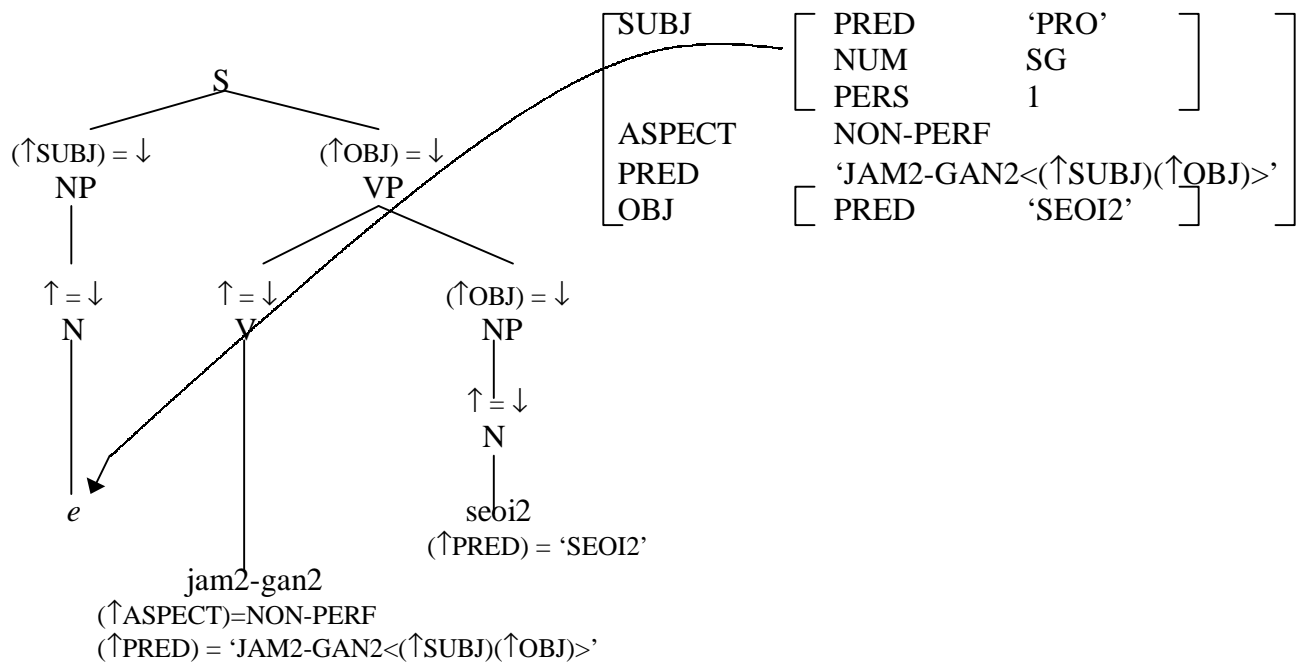 S
(↑SUBJ) = ↓ (↑OBJ) = ↓
NP VP
↑ = ↓ ↑ = ↓ (↑OBJ) = ↓
N V NP
↑ = ↓
N
e seoi2
(↑PRED) = ‘SEOI2’
jam2-gan2
(↑ASPECT)=NON-PERF
(↑PRED) = ‘JAM2-GAN2<(↑SUBJ)(↑OBJ)>’
SUBJ PRED ‘PRO’
NUM SG
PERS 1
ASPECT NON-PERF
PRED ‘JAM2-GAN2<(↑SUBJ)(↑OBJ)>’
OBJ PRED ‘SEOI2’